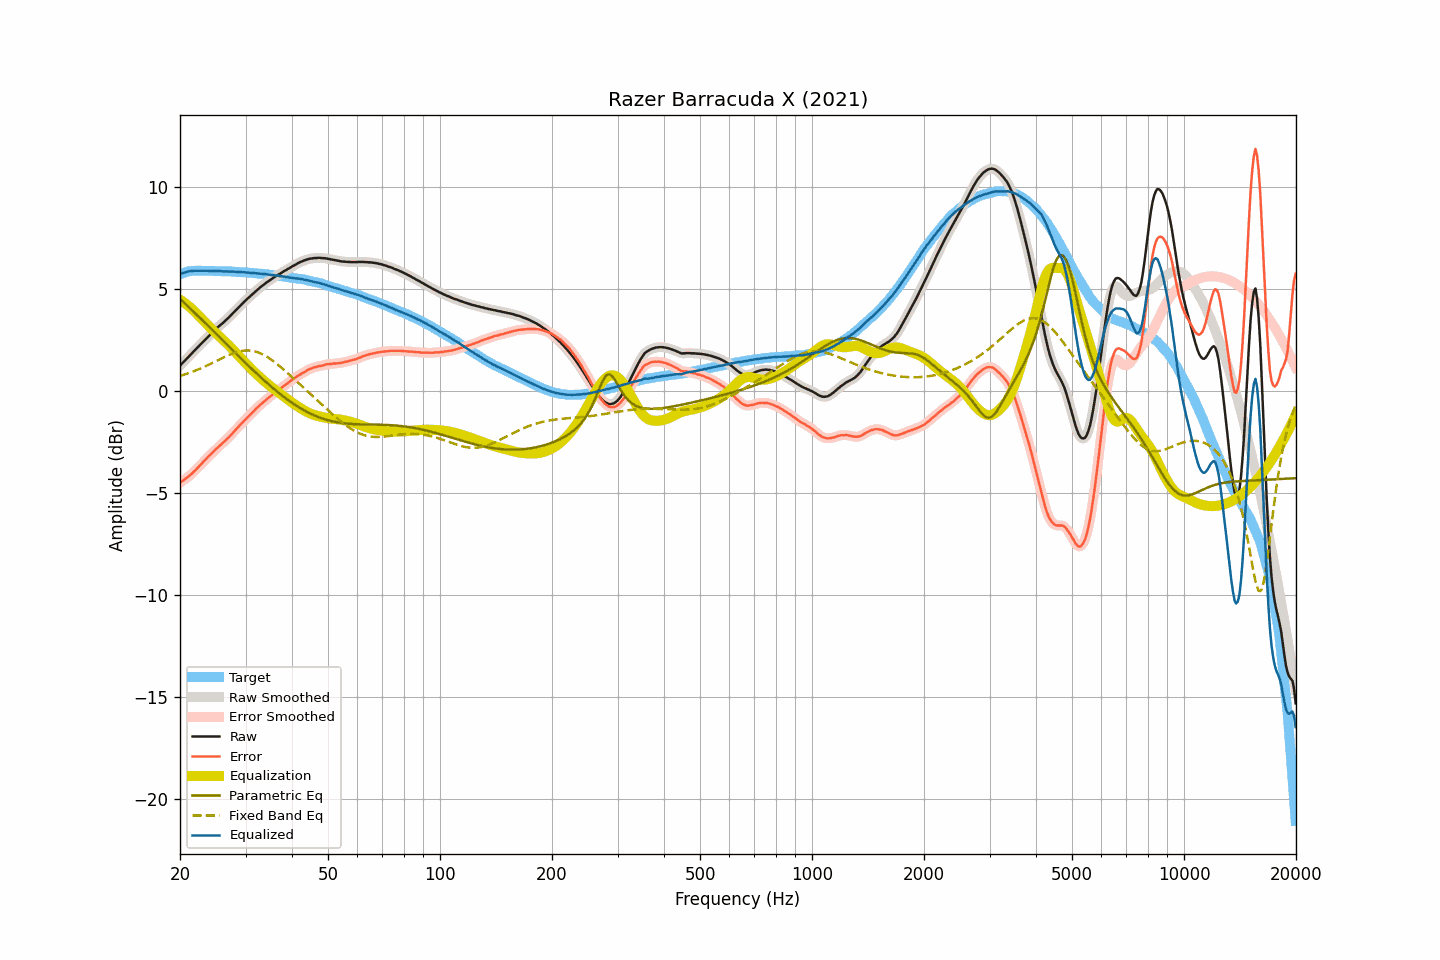 Razer Barracuda X (2021)
10
5
0
−5
−10
−15
−20
Amplitude (dBr)
Target
Raw Smoothed
Error Smoothed
Raw
Error
Equalization
Parametric Eq
Fixed Band Eq
Equalized
20 50 100 200 500 1000 2000 5000 10000 20000
Frequency (Hz)